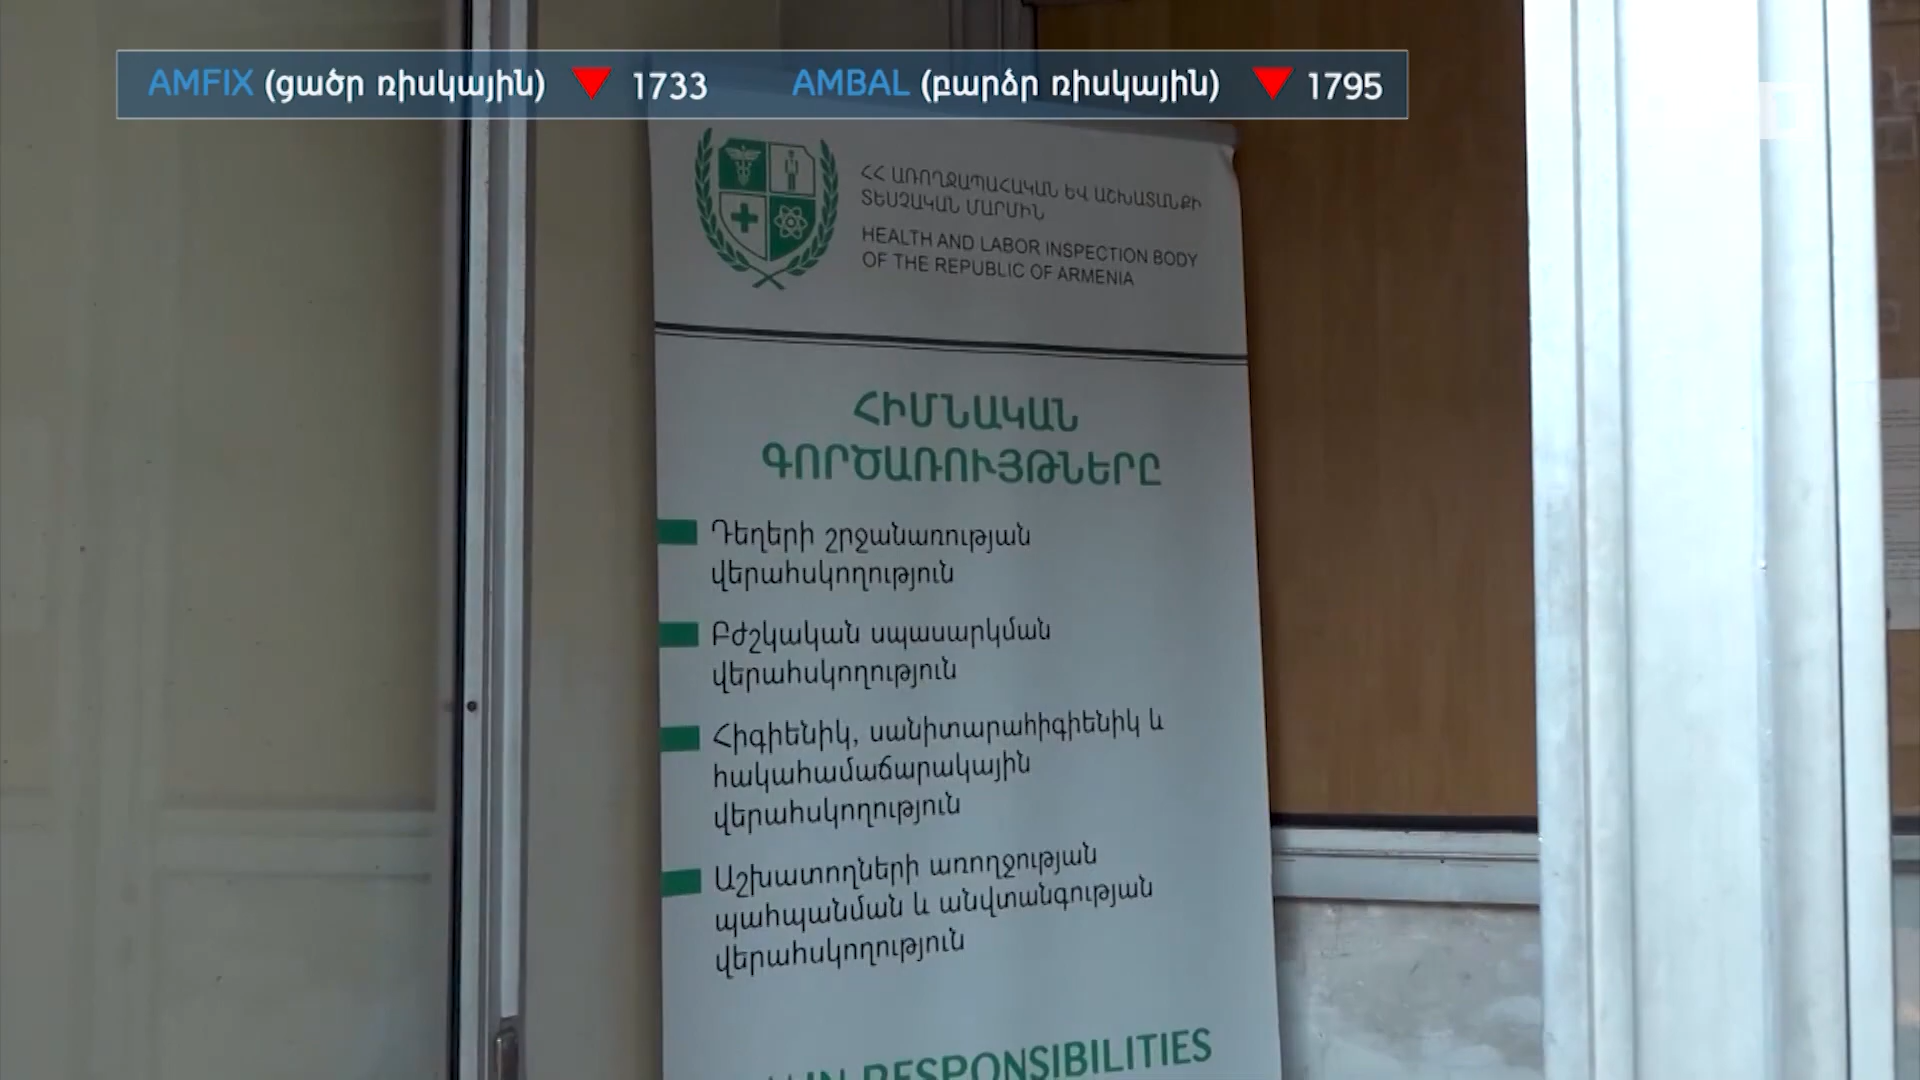 AMFIX (ցածր ռիսկային) 1733 AMBAL (բարձր ռիսկային) 1795
ՀՀ ԱՌՈՂՋԱՊԱՀԱԿԱՆ ԵՎ ԱՇԽԱՏԱՆՔԻ
ՏԵՍՉԱԿԱՆ ՄԱՐՄԻՆ
HEALTH AND LABOR INSPECTION BODY
OF THE REPUBLIC OF ARMENIA
ՀԻՄՆԱԿԱՆ
ԳՈՐԾԱՌՈՒՅԹՆԵՐԸ
Դեղերի շրջանառության
վերահսկողություն
Բժշկական սպասարկման
վերահսկողություն
Հիգիենիկ, սանիտարահիգիենիկ և
հակահամաճարակային
վերահսկողություն
Աշխատողների առողջության
պահպանման և անվտանգության
վերահսկողություն
RESPONSIBILITIES